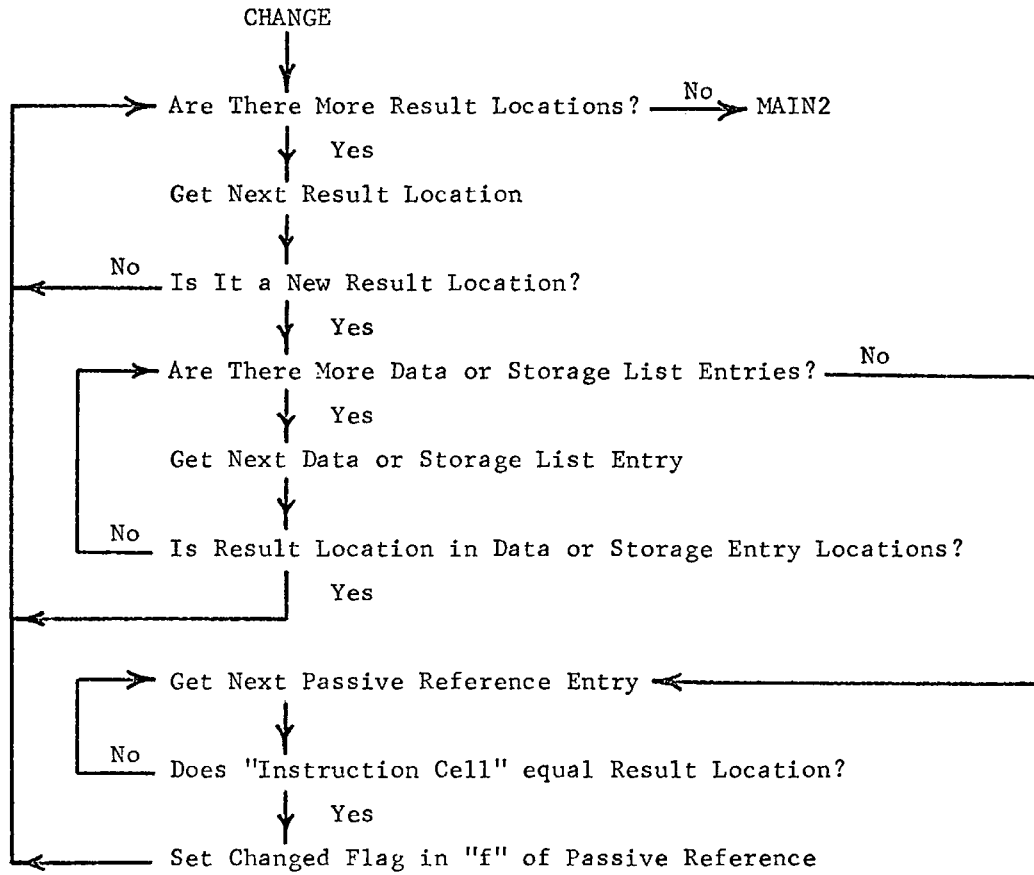 CHANGE
Are There More Result Locations? No MAIN2
Yes
Get Next Result Location
No Is It a New Result Location?
Yes
Are There More Data or Storage List Entries? No
Yes
Get Next Data or Storage List Entry
No Is Result Location in Data or Storage Entry Locations?
Yes
Get Next Passive Reference Entry
No Does "Instruction Cell" equal Result Location?
Yes
Set Changed Flag in "f" of Passive Reference